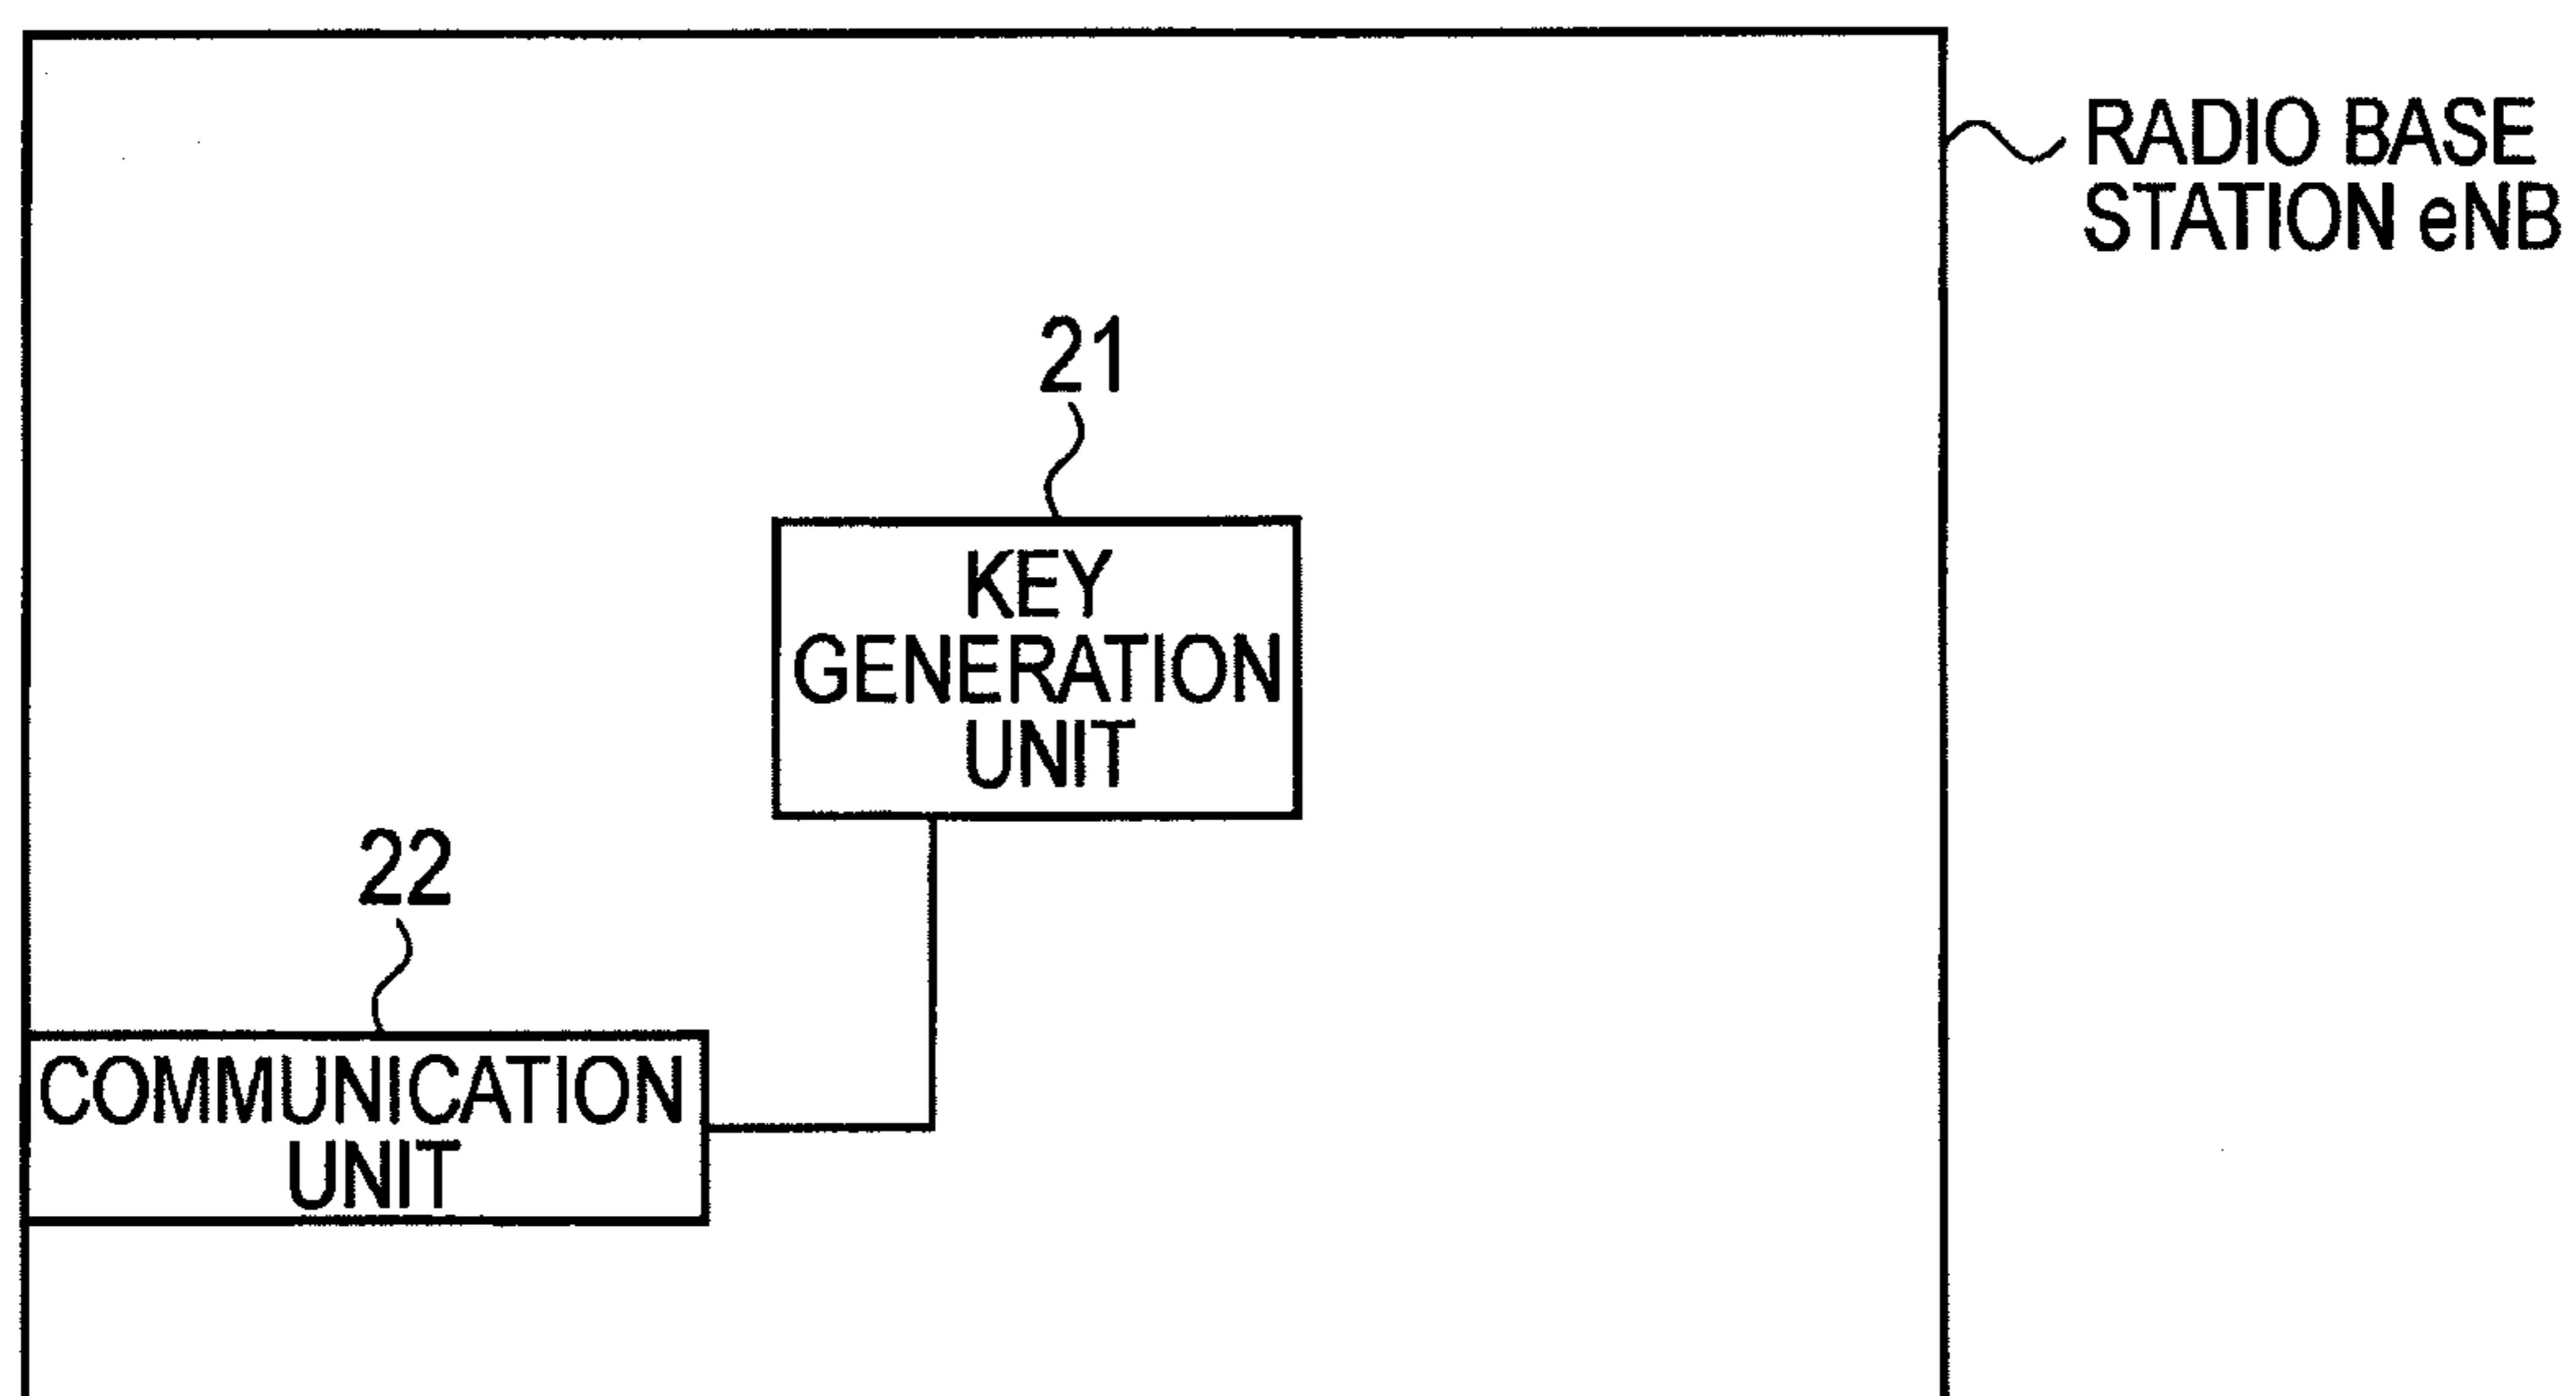 RADIO BASE
STATION eNB
21
KEY
GENERATION
UNIT
22
COMMUNICATION
UNIT